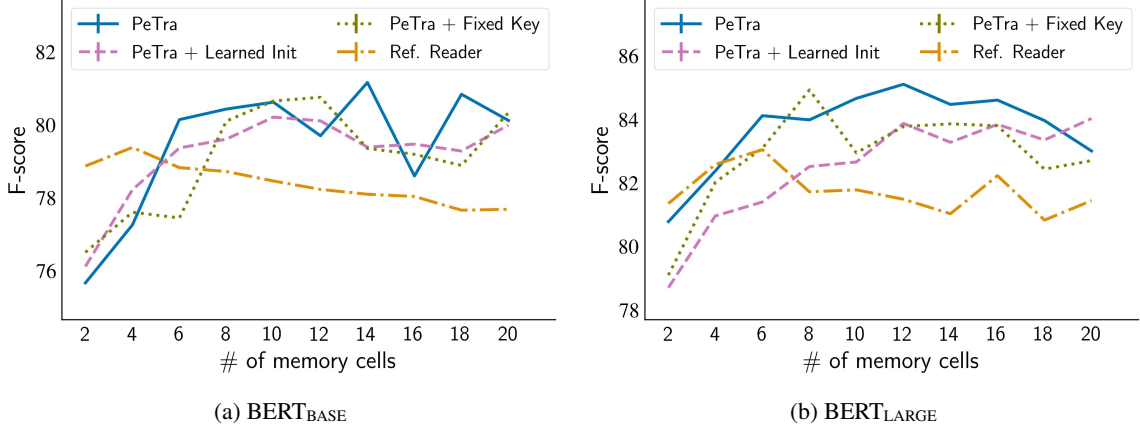 PeTra
PeTra + Learned Init
PeTra + Fixed Key
Ref. Reader
82
80
78
76
F-score
2 4 6 8 10 12 14 16 18 20
# of memory cells
(a) BERTBASE
PeTra
PeTra + Learned Init
PeTra + Fixed Key
Ref. Reader
86
84
82
80
78
F-score
2 4 6 8 10 12 14 16 18 20
# of memory cells
(b) BERTLARGE